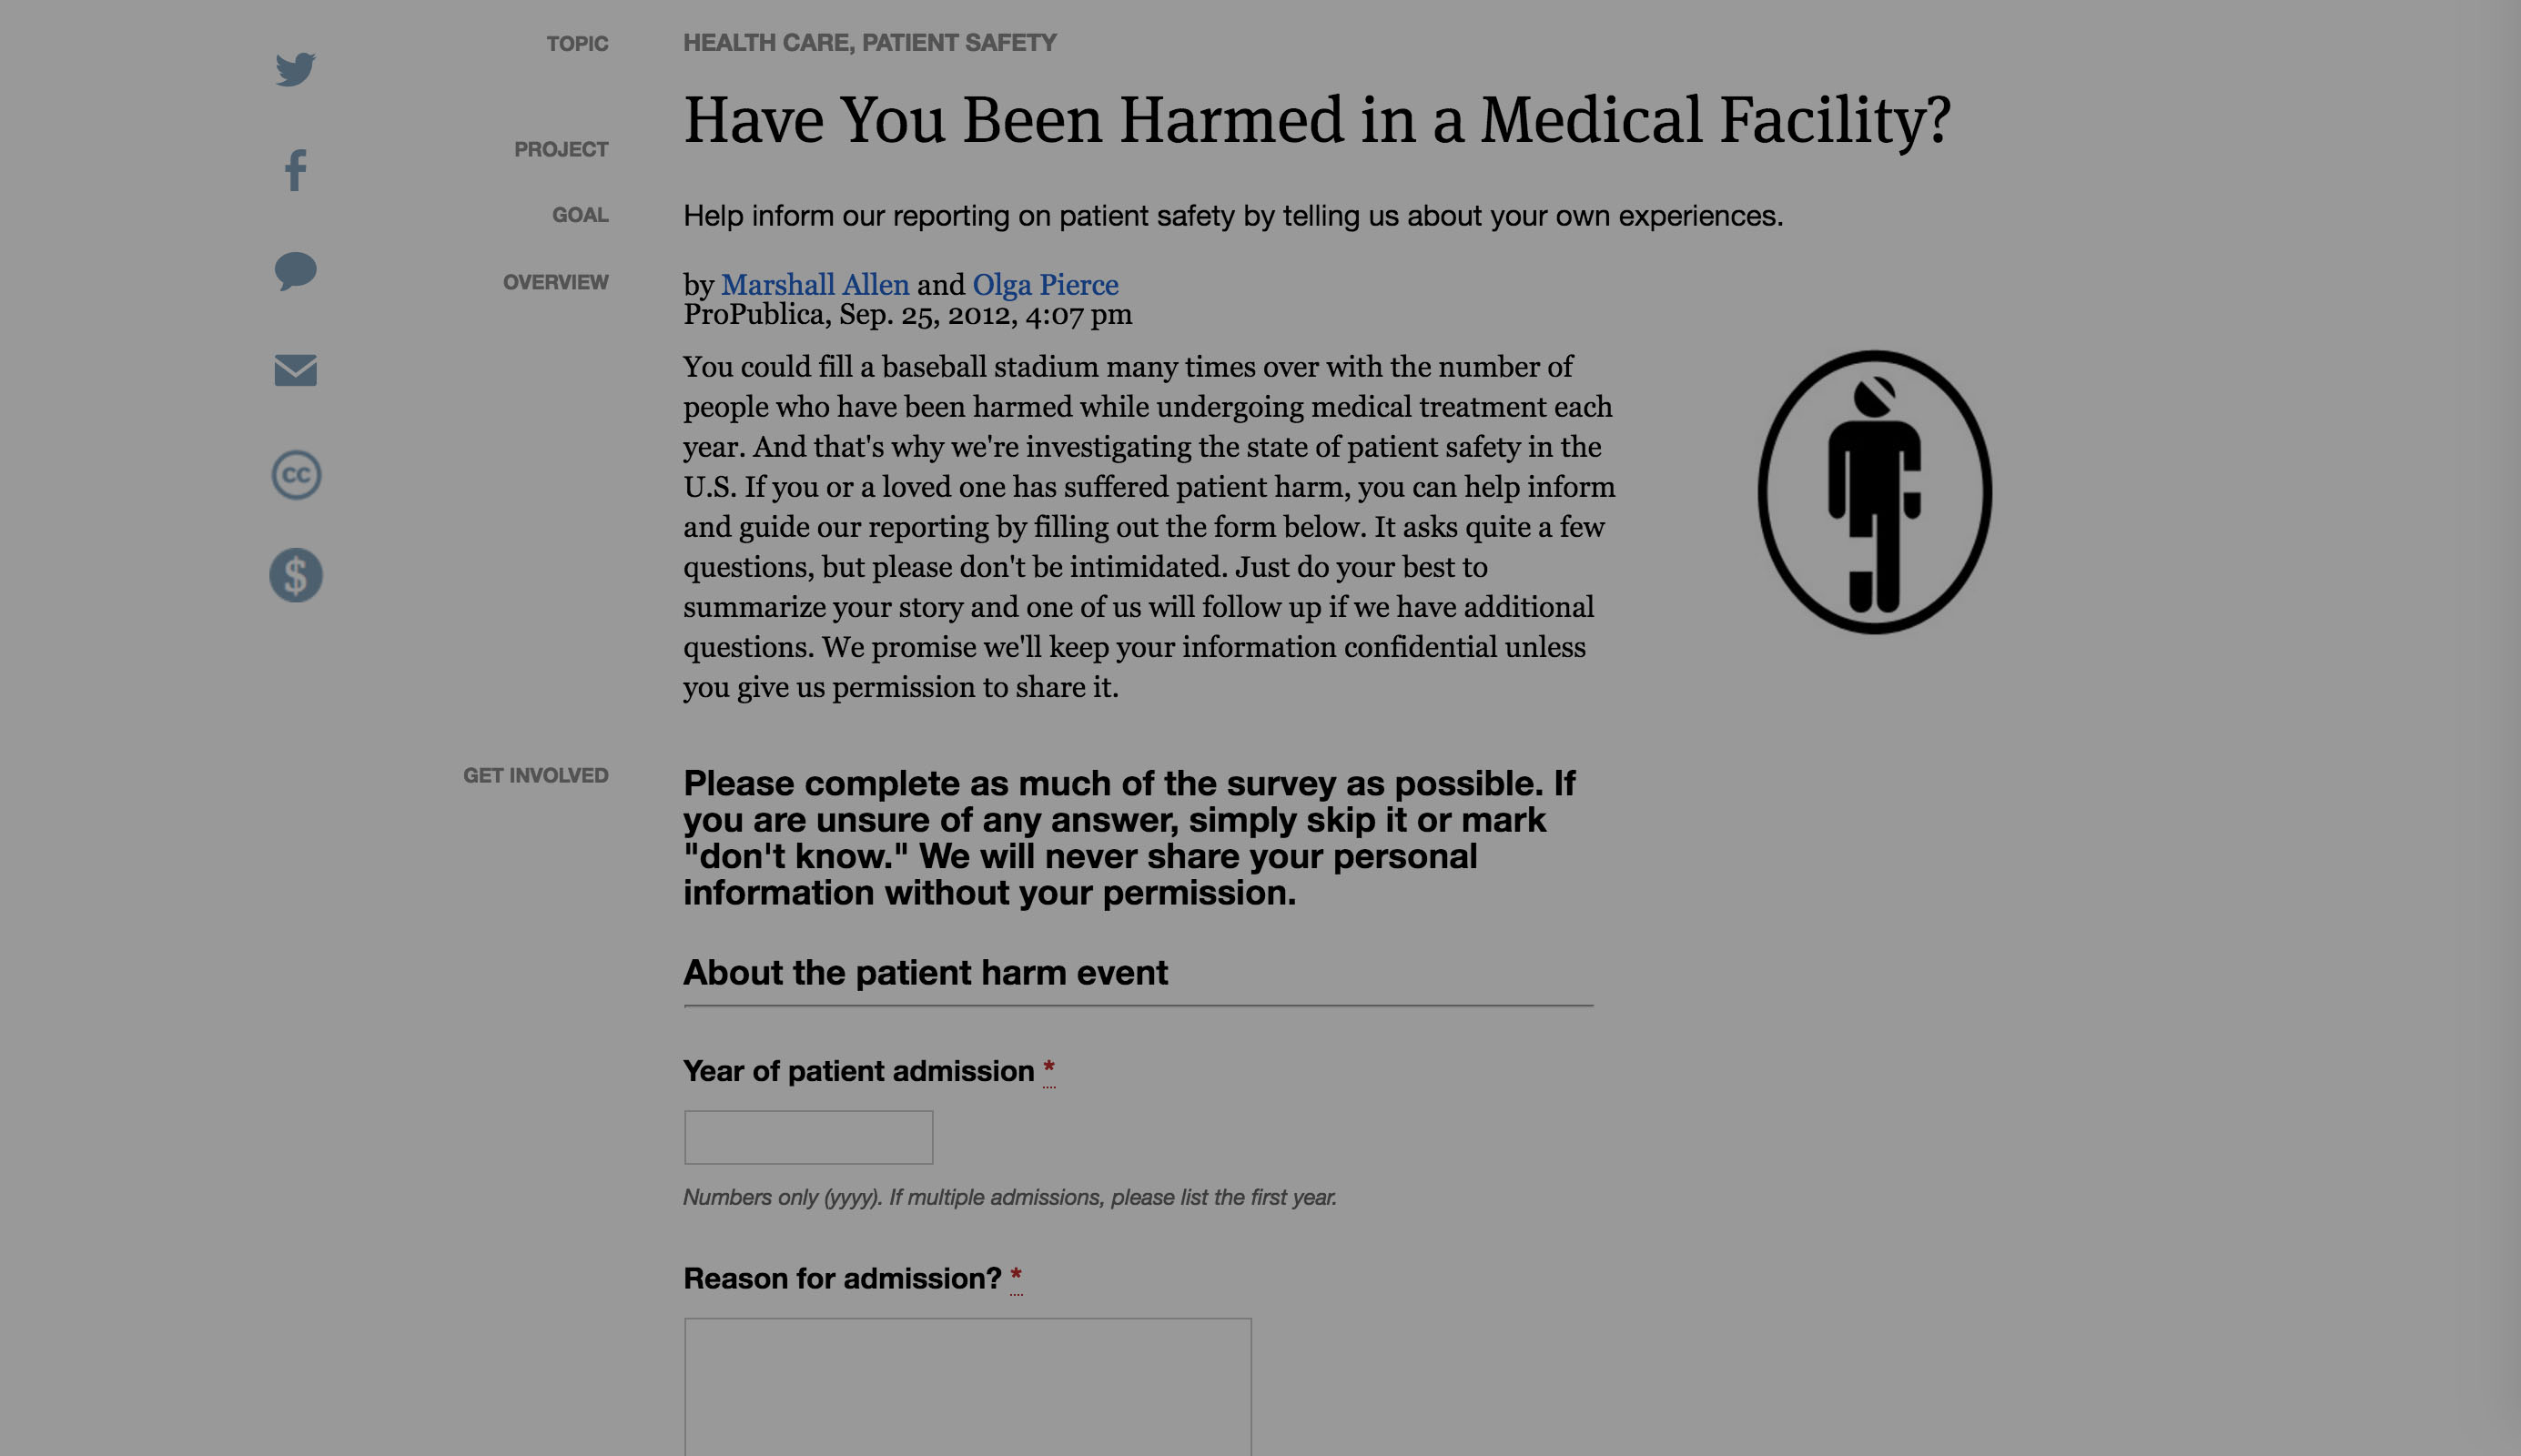 TOPIC
HEALTH CARE, PATIENT SAFETY
Have You Been Harmed in a Medical Facility?
PROJECT
GOAL
Help inform our reporting on patient safety by telling us about your own experiences.
OVERVIEW
by Marshall Allen and Olga Pierce
ProPublica, Sep. 25, 2012, 4:07 pm
You could fill a baseball stadium many times over with the number of
people who have been harmed while undergoing medical treatment each
year. And that's why we're investigating the state of patient safety in the
U.S. If you or a loved one has suffered patient harm, you can help inform
and guide our reporting by filling out the form below. It asks quite a few
questions, but please don't be intimidated. Just do your best to
summarize your story and one of us will follow up if we have additional
questions. We promise we'll keep your information confidential unless
you give us permission to share it.
cc
$
GET INVOLVED
Please complete as much of the survey as possible. If
you are unsure of any answer, simply skip it or mark
"don't know." We will never share your personal
information without your permission.
About the patient harm event
Year of patient admission *
Numbers only (yyyy). If multiple admissions, please list the first year.
Reason for admission? *